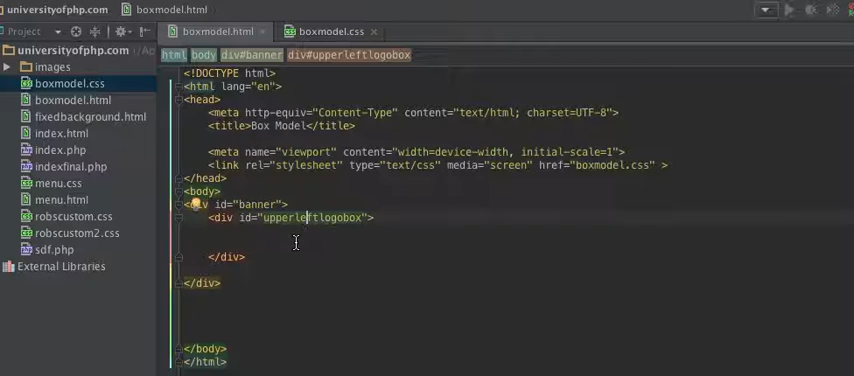 universityofphp.com boxmodel.html
Project boxmodel.html boxmodel.css
universityofphp.com
html body div#banner div#upperleftlogobox
images
boxmodel.css
boxmodel.html
fixedbackground.html
index.html
index.php
indexfinal.php
menu.css
menu.html
robscustom.css
robscustom2.css
sdf.php
External Libraries
<!DOCTYPE html>
<html lang="en">
<head>
<meta http-equiv="Content-Type" content="text/html; charset=UTF-8">
<title>Box Model</title>
<meta name="viewport" content="width=device-width, initial-scale=1">
<link rel="stylesheet" type="text/css" media="screen" href="boxmodel.css" >
</head>
<body>
<div id="banner">
<div id="upperleftlogobox">
</div>
</div>
</body>
</html>